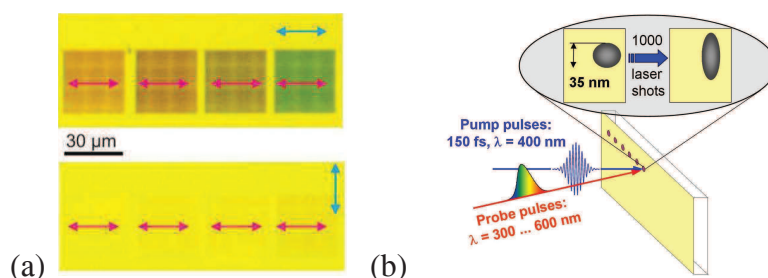 30 µm
(a)
1000
laser
shots
35 nm
Pump pulses:
150 fs, λ = 400 nm
Probe pulses:
λ = 300 ... 600 nm
(b)